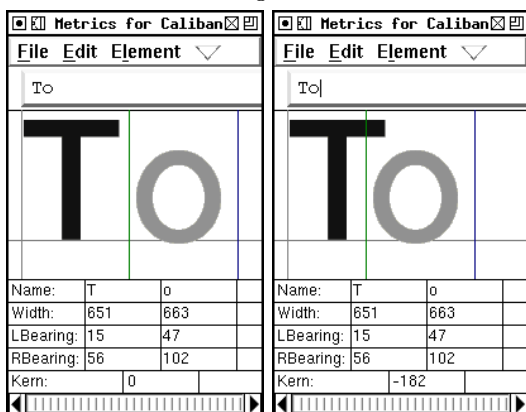 Metrics for Caliban
File Edit Element
To
To
Name: T o
Width: 651 663
LBearing: 15 47
RBearing: 56 102
Kern: 0
Metrics for Caliban
File Edit Element
To
To
Name: T o
Width: 651 663
LBearing: 15 47
RBearing: 56 102
Kern: -182